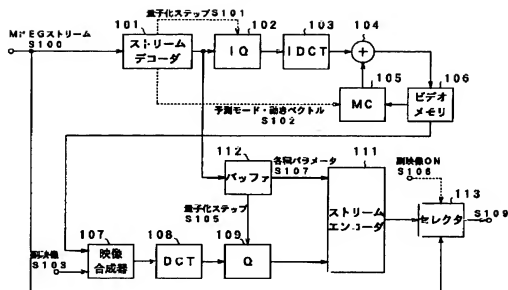 量子化ステップS101
101
102
103
104
MPEGストリーム
S100
ストリーム
デコーダ
IQ
IDCT
+
105
106
MC
ビデオ
メモリ
予測モード・動きベクトル
S102
112
111
各種パラメータ
S107
副映像ON
S106
バッファ
113
量子化ステップ
S105
ストリーム
エンコーダ
セレクタ
S109
107
108
109
映像
合成器
DCT
Q
副映像
S103